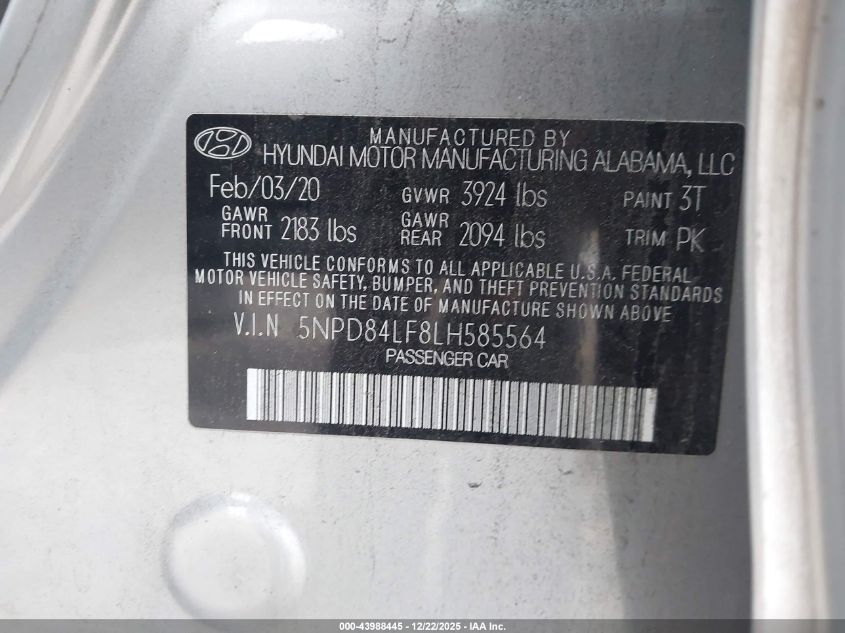 MANUFACTURED BY
HYUNDAI MOTOR MANUFACTURING ALABAMA, LLC
Feb/03/20 GVWR 3924 lbs PAINT 3T
GAWR FRONT 2183 lbs GAWR REAR 2094 lbs TRIM PK
THIS VEHICLE CONFORMS TO ALL APPLICABLE U.S.A. FEDERAL
MOTOR VEHICLE SAFETY, BUMPER, AND THEFT PREVENTION STANDARDS
IN EFFECT ON THE DATE OF MANUFACTURE SHOWN ABOVE
V.I.N 5NPD84LF8LH585564
PASSENGER CAR
000-43988445 - 12/22/2025 - IAA Inc.